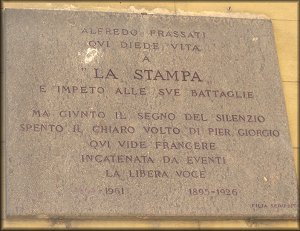 ALFREDO FRASSATI
QVI DIEDE VITA
A
"LA STAMPA"
E IMPETO ALLE SVE BATTAGLIE
MA GIVNTO IL SEGNO DEL SILENZIO
SPENTO IL CHIARO VOLTO DI PIER GIORGIO
QVI VIDE FRANGERE
INCATENATA DA EVENTI
LA LIBERA VOCE
1961 1895-1926